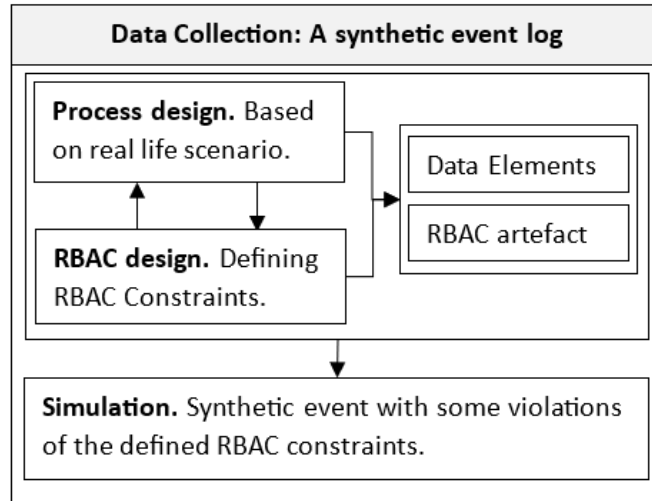 Data Collection: A synthetic event log
Process design. Based
on real life scenario.
Data Elements
RBAC artefact
RBAC design. Defining
RBAC Constraints.
Simulation. Synthetic event with some violations
of the defined RBAC constraints.